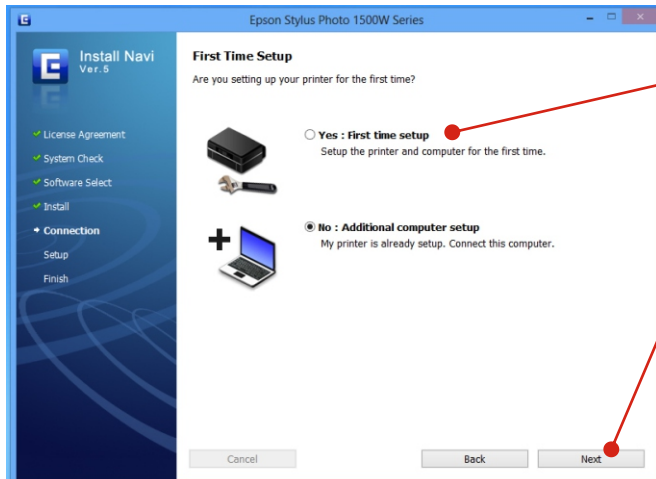 Epson Stylus Photo 1500W Series
Install Navi
Ver.5
License Agreement
System Check
Software Select
Install
Connection
Setup
Finish
First Time Setup
Are you setting up your printer for the first time?
Yes : First time setup
Setup the printer and computer for the first time.
No : Additional computer setup
My printer is already setup. Connect this computer.
Cancel
Back
Next